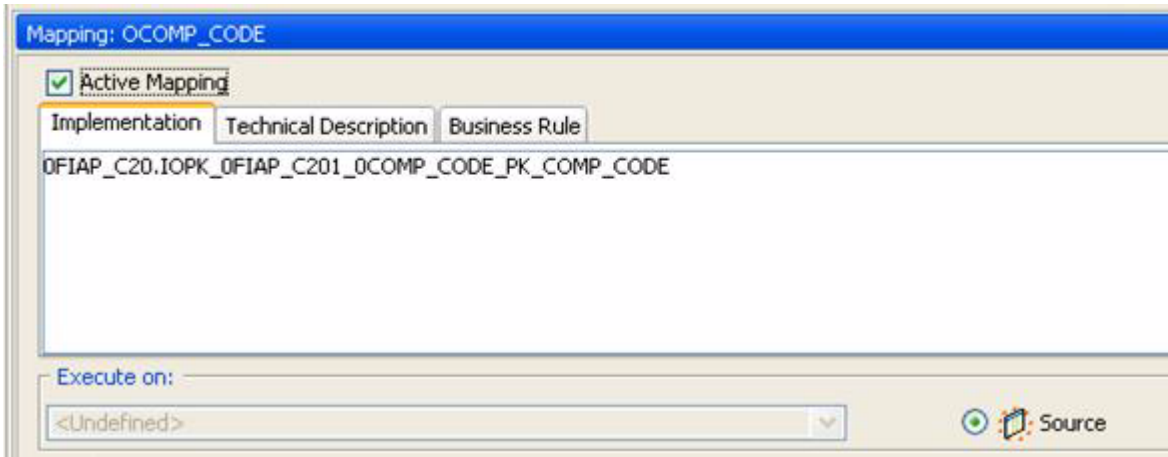 Mapping: OCOMP_CODE
Active Mapping
Implementation Technical Description Business Rule
0FIAP_C20.IOPK_0FIAP_C201_0COMP_CODE_PK_COMP_CODE
Execute on:
<Undefined> Source